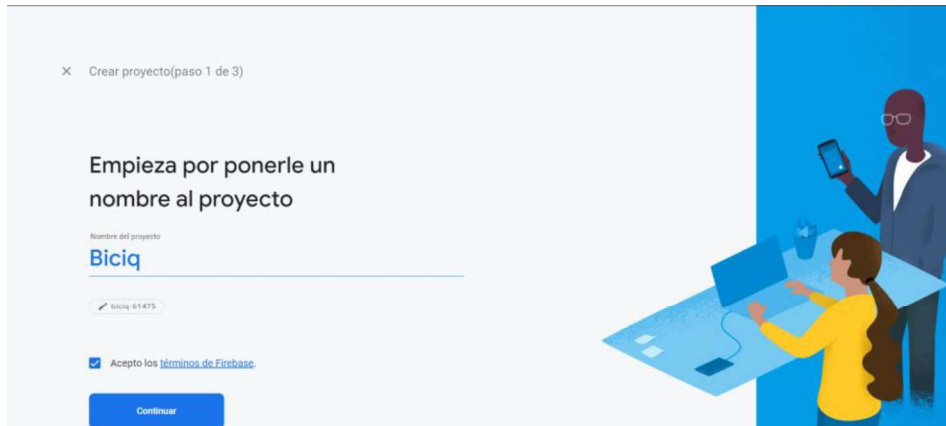 Crear proyecto(paso 1 de 3)
Empieza por ponerle un
nombre al proyecto
Nombre del proyecto
Biciq
biciq-61475
Acepto los términos de Firebase.
Continuar